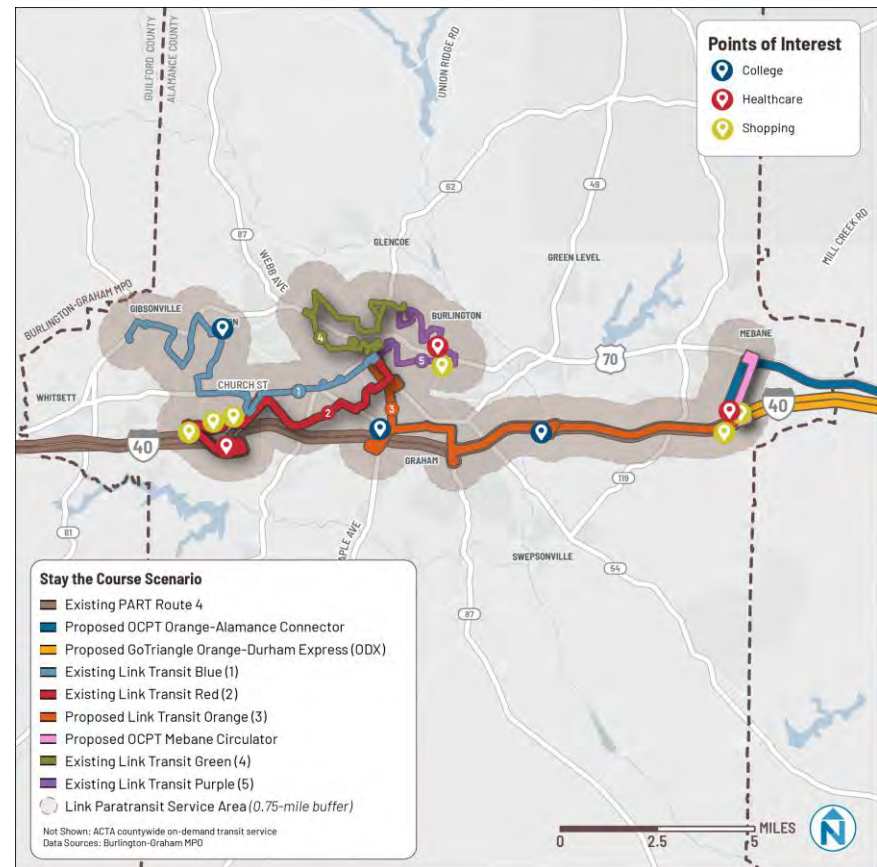 GUILFORD COUNTY
ALAMANCE COUNTY
UNION RIDGE RD
Points of Interest
College
Healthcare
Shopping
62
49
87
WEBB AVE
GLENCOE
GREEN LEVEL
MILL CREEK RD
BURLINGTON-GRAHAM MPO
GIBSONVILLE
BURLINGTON
4
5
70
MEBANE
WHITSETT
CHURCH ST
1
2
3
40
40
GRAHAM
119
61
SWEPSONVILLE
54
87
Stay the Course Scenario
Existing PART Route 4
Proposed OCPT Orange-Alamance Connector
Proposed GoTriangle Orange-Durham Express (ODX)
Existing Link Transit Blue (1)
Existing Link Transit Red (2)
Proposed Link Transit Orange (3)
Proposed OCPT Mebane Circulator
Existing Link Transit Green (4)
Existing Link Transit Purple (5)
Link Paratransit Service Area (0.75-mile buffer)
Not Shown: ACTA countywide on-demand transit service
Data Sources: Burlington-Graham MPO
0 2.5 5 MILES
N